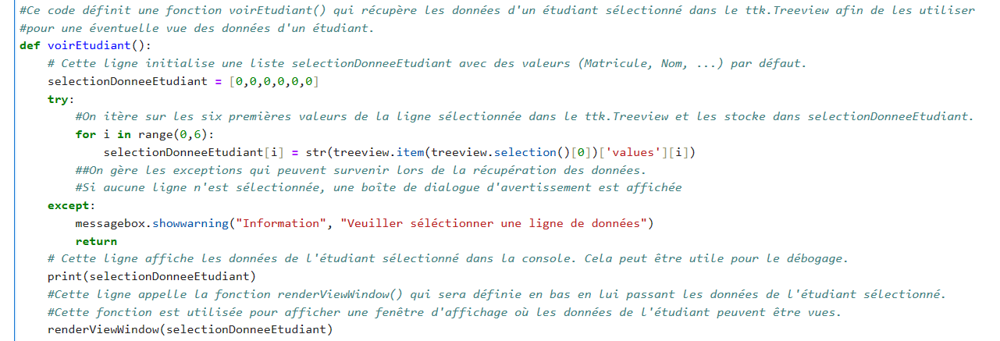 #Ce code définit une fonction voirEtudiant() qui récupère les données d'un étudiant sélectionné dans le ttk.Treeview afin de les utiliser
#pour une éventuelle vue des données d'un étudiant.
def voirEtudiant():
    # Cette ligne initialise une liste selectionDonneeEtudiant avec des valeurs (Matricule, Nom, ...) par défaut.
    selectionDonneeEtudiant = [0,0,0,0,0,0]
    try:
        #On itère sur les six premières valeurs de la ligne sélectionnée dans le ttk.Treeview et les stocke dans selectionDonneeEtudiant.
        for i in range(0,6):
            selectionDonneeEtudiant[i] = str(treeview.item(treeview.selection()[0])['values'][i])
        ##On gère les exceptions qui peuvent survenir lors de la récupération des données.
        #Si aucune ligne n'est sélectionnée, une boîte de dialogue d'avertissement est affichée
    except:
        messagebox.showwarning("Information", "Veuiller séléctionner une ligne de données")
        return
    # Cette ligne affiche les données de l'étudiant sélectionné dans la console. Cela peut être utile pour le débogage.
    print(selectionDonneeEtudiant)
    #Cette ligne appelle la fonction renderViewWindow() qui sera définie en bas en lui passant les données de l'étudiant sélectionné.
    #Cette fonction est utilisée pour afficher une fenêtre d'affichage où les données de l'étudiant peuvent être vues.
    renderViewWindow(selectionDonneeEtudiant)